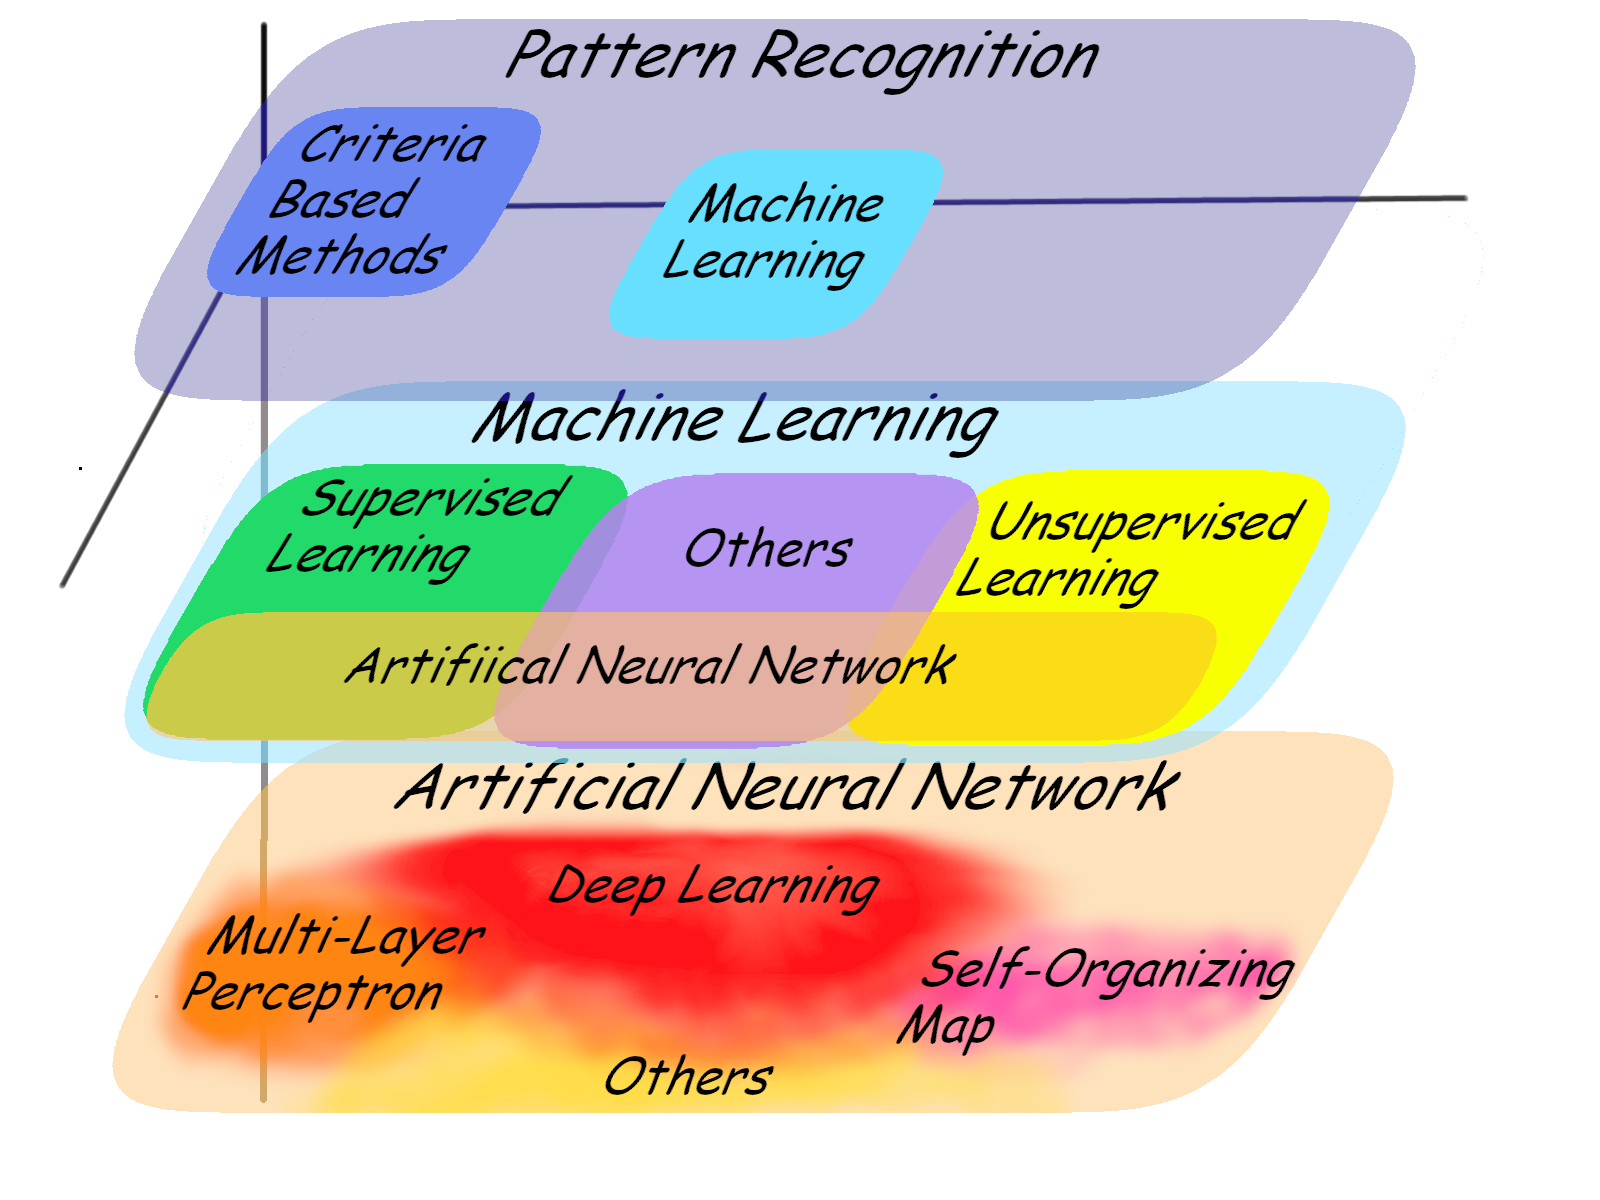 Pattern Recognition
Criteria
Based
Methods
Machine
Learning
Machine Learning
Supervised
Learning
Others
Unsupervised
Learning
Artifiical Neural Network
Artificial Neural Network
Deep Learning
Multi-Layer
Perceptron
Self-Organizing
Map
Others